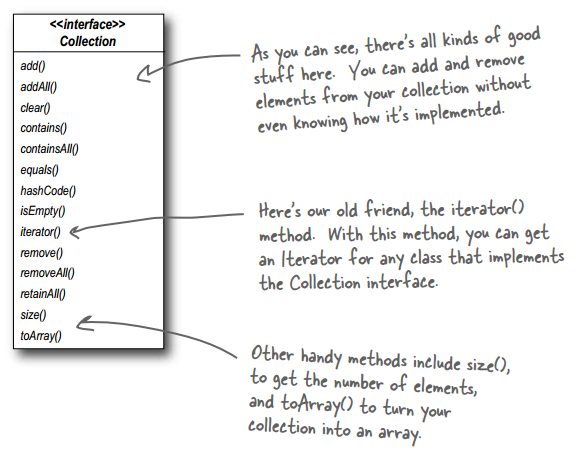 <<interface>>
Collection
add()
addAll()
clear()
contains()
containsAll()
equals()
hashCode()
isEmpty()
iterator()
remove()
removeAll()
retainAll()
size()
toArray()
As you can see, there's all kinds of good
stuff here. You can add and remove
elements from your collection without
even knowing how it's implemented.
Here's our old friend, the iterator()
method. With this method, you can get
an Iterator for any class that implements
the Collection interface.
Other handy methods include size(),
to get the number of elements,
and toArray() to turn your
collection into an array.